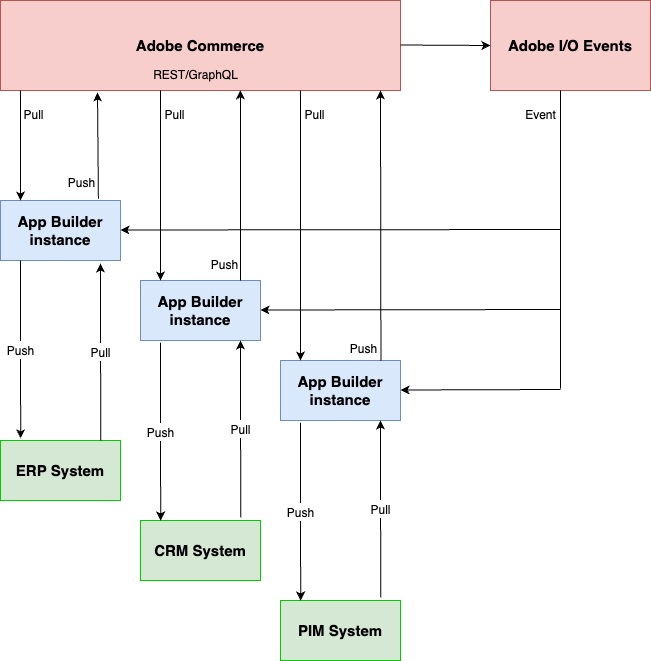 Adobe Commerce
Adobe I/O Events
REST/GraphQL
Pull
Pull
Pull
Event
Push
App Builder
instance
Push
App Builder
instance
Push
App Builder
instance
Push
Pull
Push
Pull
ERP System
Push
Pull
CRM System
PIM System